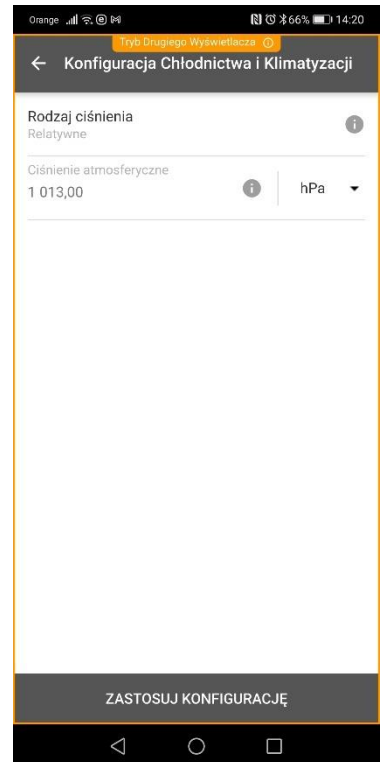 Orange 66% 14:20
Tryb Drugiego Wyświetlacza
Konfiguracja Chłodnictwa i Klimatyzacji
Rodzaj ciśnienia
Relatywne
Ciśnienie atmosferyczne
1 013,00 hPa
ZASTOSUJ KONFIGURACJĘ